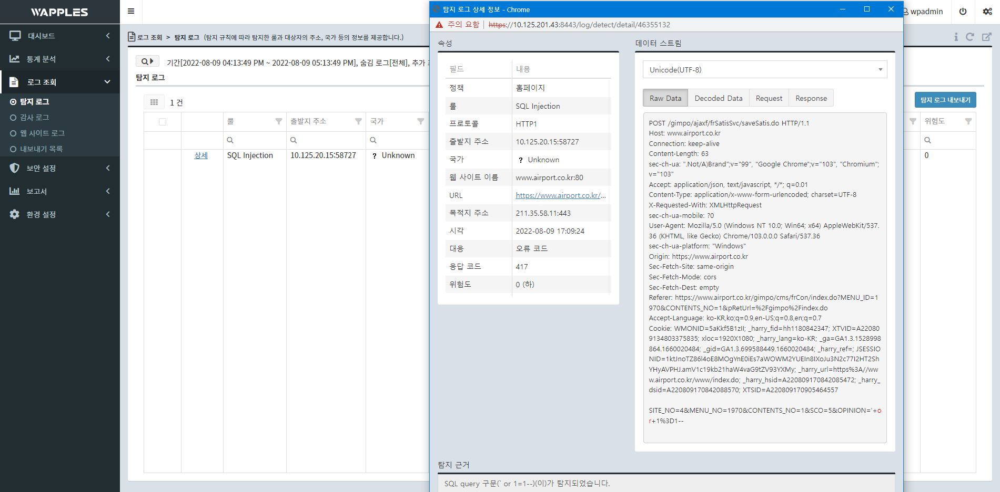 WAPPLES
대시보드
통계 분석
로그 조회
탐지 로그
감사 로그
웹 사이트 로그
내보내기 목록
보안 설정
보고서
환경 설정
로그 조회 > 탐지 로그 (탐지 규칙에 따라 탐지한 룰과 대상자의 주소, 국가 등의 정보를 제공합니다.)
기간[2022-08-09 04:13:49 PM ~ 2022-08-09 05:13:49 PM], 숨김 로그[전체], 추가
탐지 로그
1 건
룰 출발지 주소 국가
상세 SQL Injection 10.125.20.15:58727 ? Unknown
wpadmin
탐지 로그 내보내기
위험도
0
탐지 로그 상세 정보 - Chrome
주의 요함 | https://10.125.201.43:8443/log/detect/detail/46355132
속성
필드 내용
정책 홈페이지
룰 SQL Injection
프로토콜 HTTP1
출발지 주소 10.125.20.15:58727
국가 ? Unknown
웹 사이트 이름 www.airport.co.kr:80
URL https://www.airport.co.kr/...
목적지 주소 211.35.58.11:443
시각 2022-08-09 17:09:24
대응 오류 코드
응답 코드 417
위험도 0 (하)
데이터 스트림
Unicode(UTF-8)
Raw Data Decoded Data Request Response
POST /gimpo/ajaxf/frSatisSvc/saveSatis.do HTTP/1.1
Host: www.airport.co.kr
Connection: keep-alive
Content-Length: 63
sec-ch-ua: ".Not/A)Brand";v="99", "Google Chrome";v="103", "Chromium";
v="103"
Accept: application/json, text/javascript, */*; q=0.01
Content-Type: application/x-www-form-urlencoded; charset=UTF-8
X-Requested-With: XMLHttpRequest
sec-ch-ua-mobile: ?0
User-Agent: Mozilla/5.0 (Windows NT 10.0; Win64; x64) AppleWebKit/537.
36 (KHTML, like Gecko) Chrome/103.0.0.0 Safari/537.36
sec-ch-ua-platform: "Windows"
Origin: https://www.airport.co.kr
Sec-Fetch-Site: same-origin
Sec-Fetch-Mode: cors
Sec-Fetch-Dest: empty
Referer: https://www.airport.co.kr/gimpo/cms/frCon/index.do?MENU_ID=1
970&CONTENTS_NO=1&pRetUrl=%2Fgimpo%2Findex.do
Accept-Language: ko-KR,ko;q=0.9,en-US;q=0.8,en;q=0.7
Cookie: WMONID=5aKkf5B1zII; _harry_fid=hh1180842347; XTVID=A22080
9134803375835; xloc=1920X1080; _harry_lang=ko-KR; _ga=GA1.3.1528998
864.1660020484; _gid=GA1.3.699588449.1660020484; _harry_ref=; JSESSIO
NID=1ktJnoTZ86l4oE8MOgYnE0iEs7aWOWM2YUEIn8IXoJu3N2c77I2HT2Sh
YHyAVPHJ.amV1c19kb21haW4vaG9tZV93YXMy; _harry_url=https%3A//ww
w.airport.co.kr/www/index.do; _harry_hsid=A220809170842085472; _harry_
dsid=A220809170842088570; XTSID=A220809170905464557
SITE_NO=4&MENU_NO=1970&CONTENTS_NO=1&SCO=5&OPINION='+o
r+1%3D1--
탐지 근거
SQL query 구문(` or 1=1--)(이)가 탐지되었습니다.